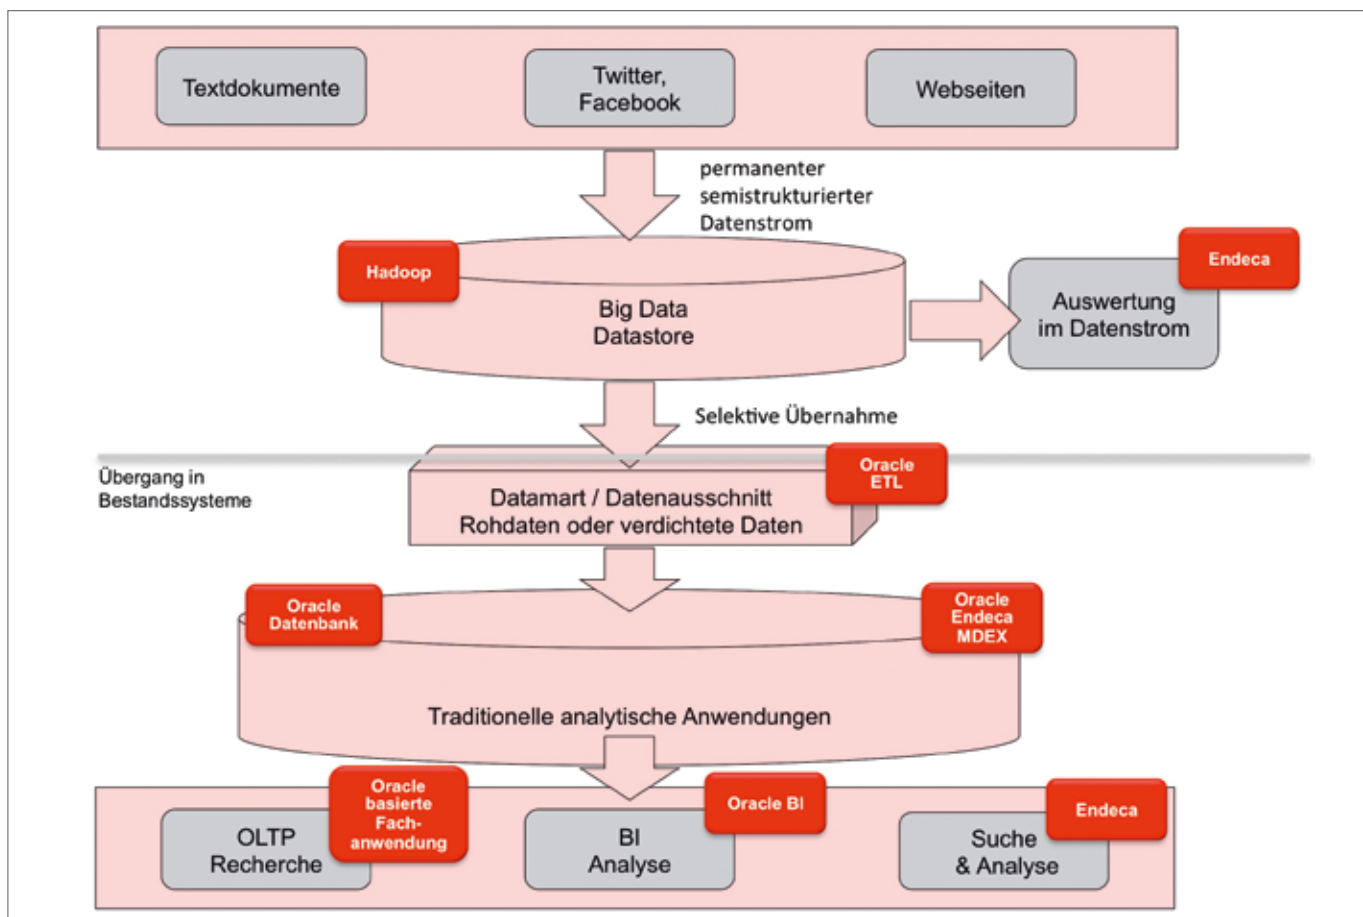 Textdokumente
Twitter,
Facebook
Webseiten
permanenter
semistrukturierter
Datenstrom
Hadoop
Big Data
Datastore
Endeca
Auswertung
im Datenstrom
Selektive Übernahme
Übergang in
Bestandssysteme
Oracle
ETL
Datamart / Datenausschnitt
Rohdaten oder verdichtete Daten
Oracle
Datenbank
Oracle
Endeca
MDEX
Traditionelle analytische Anwendungen
OLTP
Recherche
Oracle
basierte
Fach-
anwendung
BI
Analyse
Oracle BI
Suche
& Analyse
Endeca